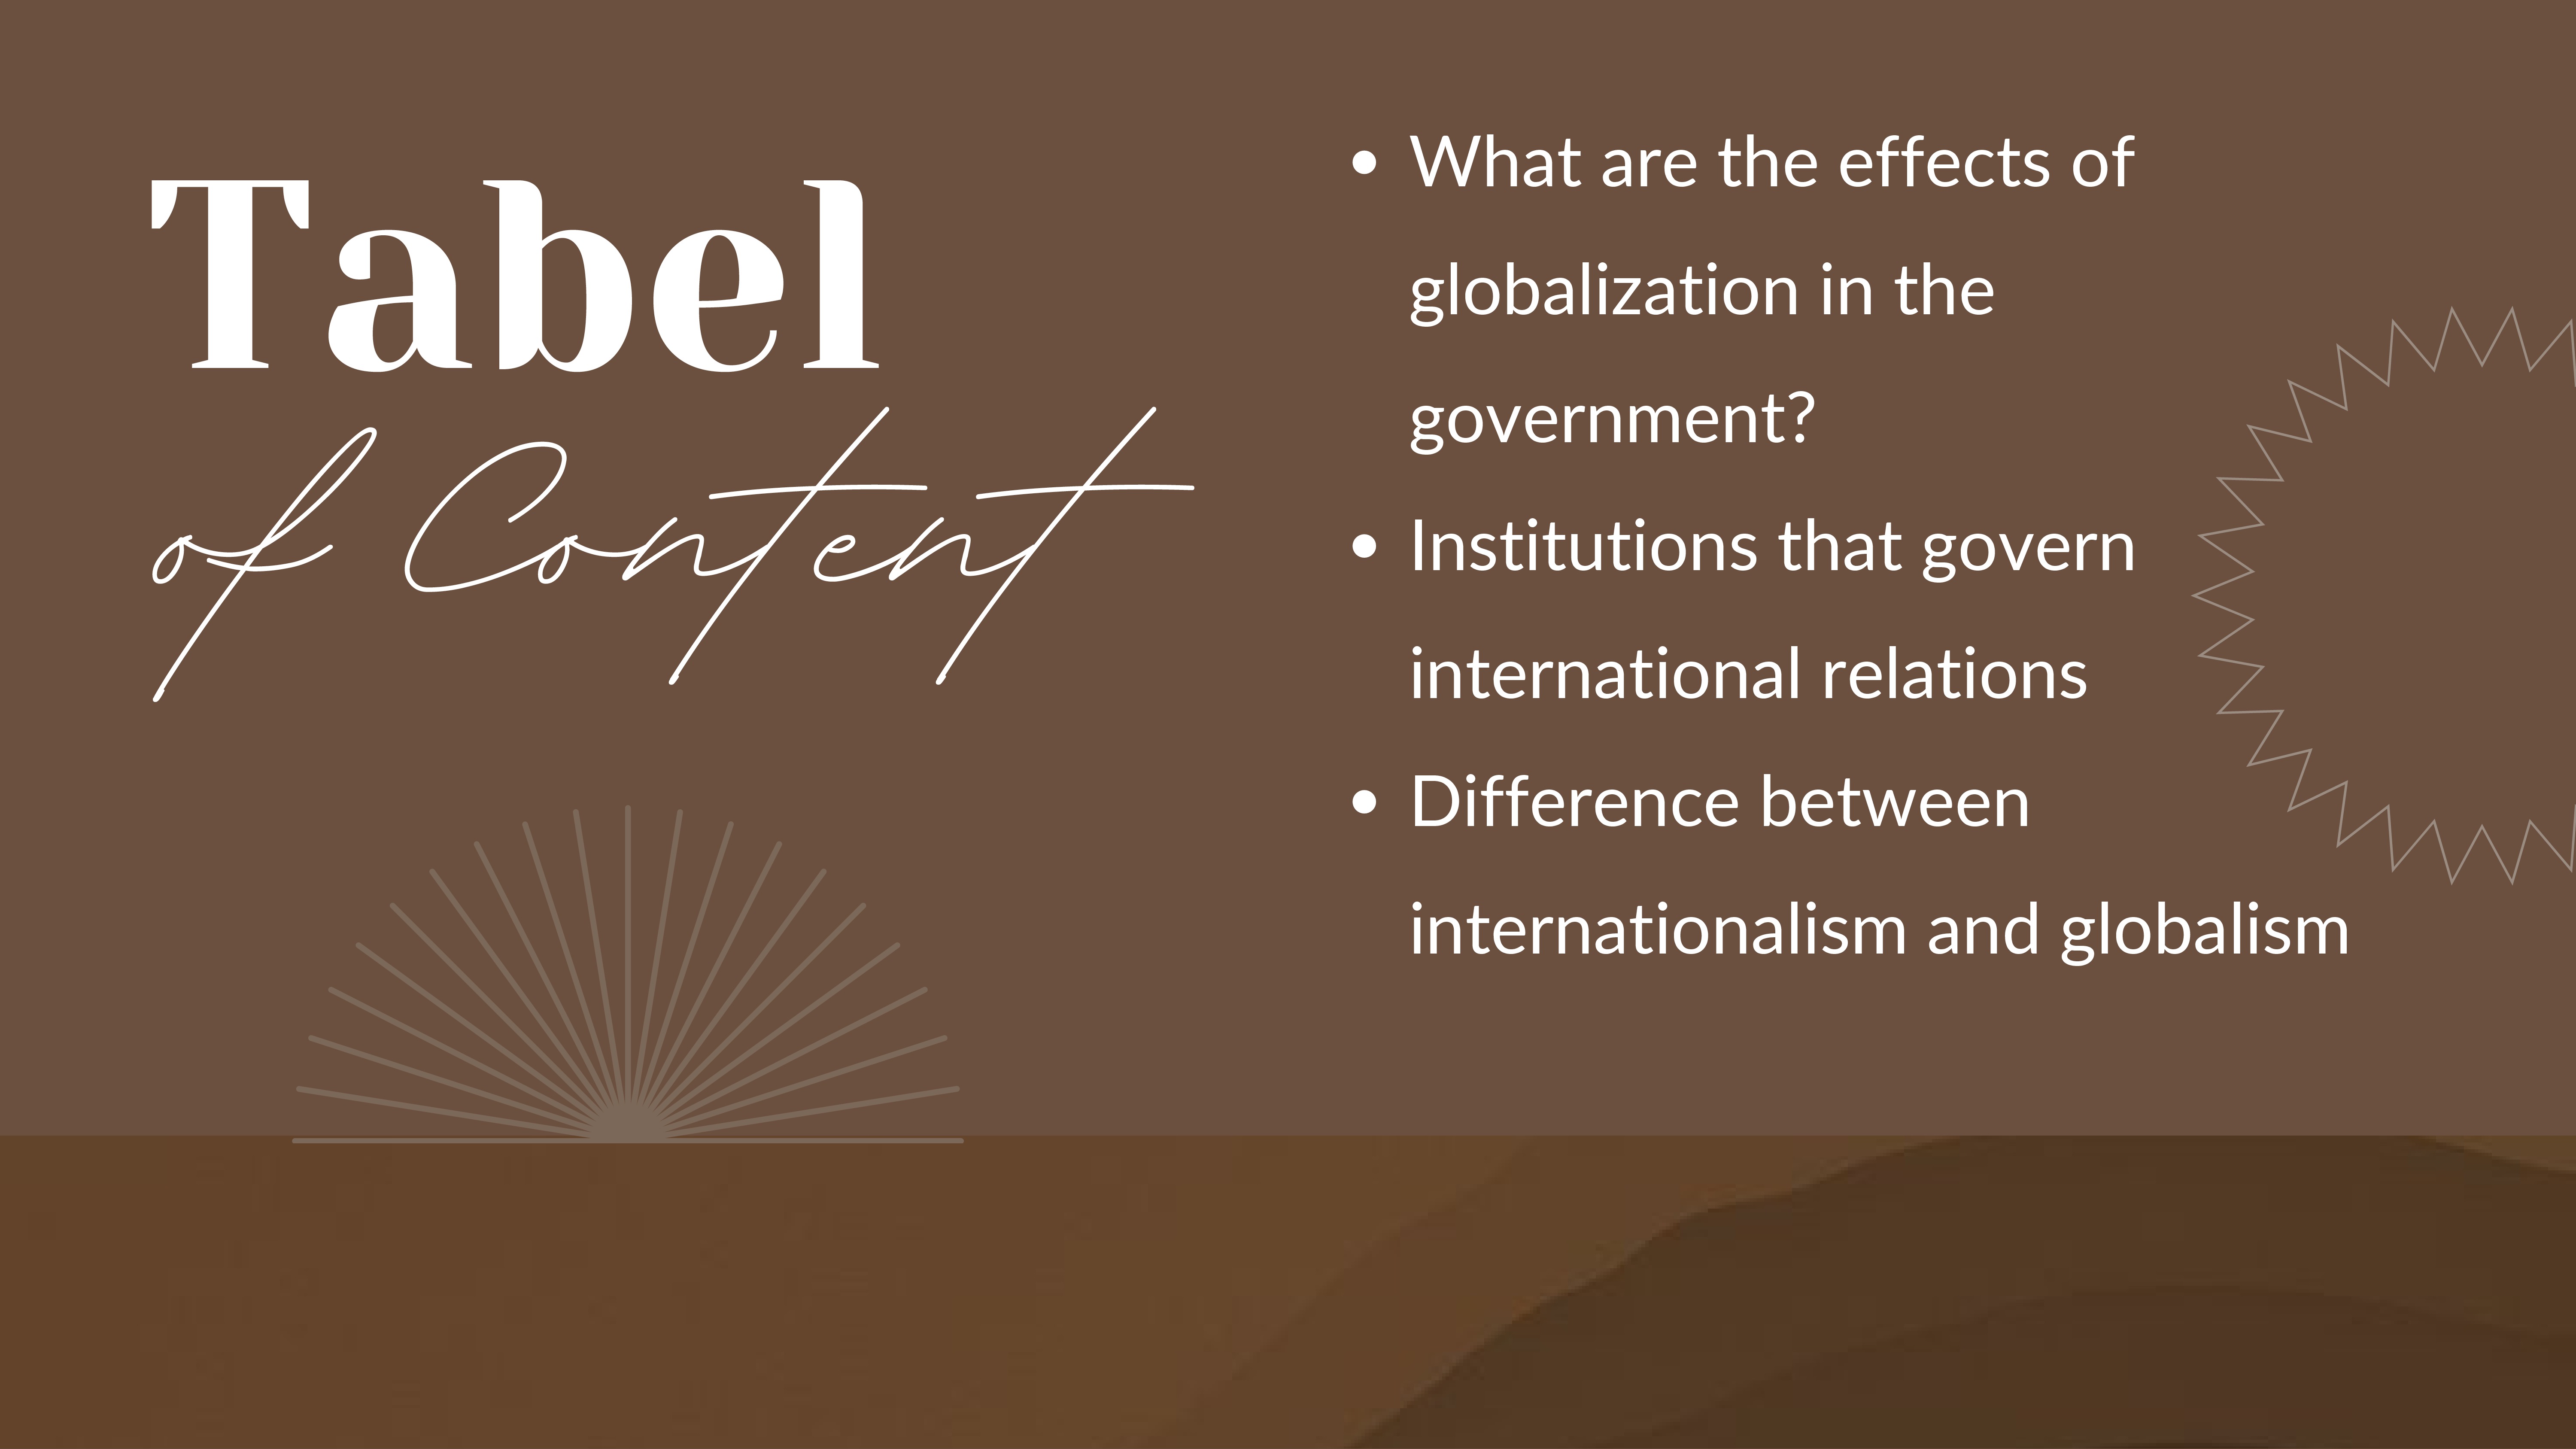 Tabel
of Content
• What are the effects of
globalization in the
government?
• Institutions that govern
international relations
• Difference between
internationalism and globalism